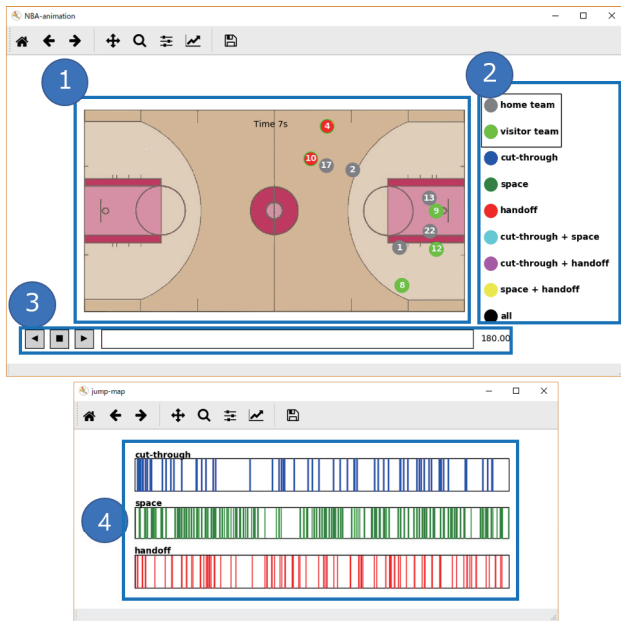 NBA-animation
1
2
Time 7s
4
10
17
2
13
9
22
1
12
8
home team
visitor team
cut-through
space
handoff
cut-through + space
cut-through + handoff
space + handoff
all
3
180.00
jump-map
cut-through
space
4
handoff